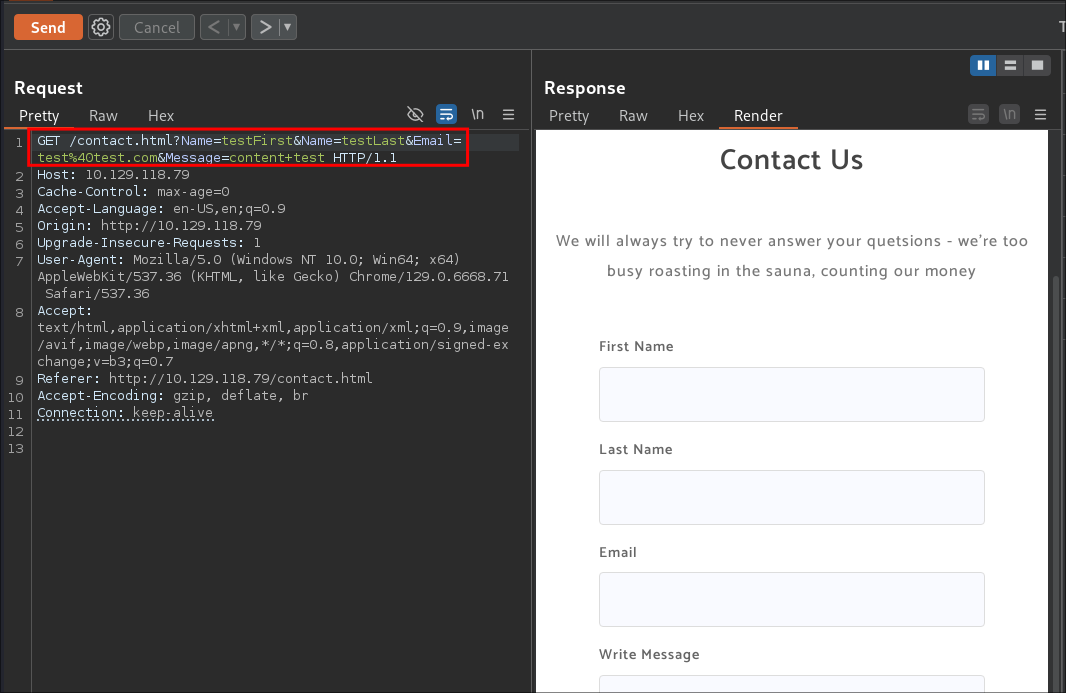 Send
Cancel
T
Request
Response
Pretty Raw Hex
\n
Pretty Raw Hex Render
\n
1 GET /contact.html?Name=testFirst&Name=testLast&Email=
test%40test.com&Message=content+test HTTP/1.1
2 Host: 10.129.118.79
3 Cache-Control: max-age=0
4 Accept-Language: en-US,en;q=0.9
5 Origin: http://10.129.118.79
6 Upgrade-Insecure-Requests: 1
7 User-Agent: Mozilla/5.0 (Windows NT 10.0; Win64; x64)
AppleWebKit/537.36 (KHTML, like Gecko) Chrome/129.0.6668.71
Safari/537.36
8 Accept:
text/html,application/xhtml+xml,application/xml;q=0.9,image
/avif,image/webp,image/apng,*/*;q=0.8,application/signed-ex
change;v=b3;q=0.7
9 Referer: http://10.129.118.79/contact.html
10 Accept-Encoding: gzip, deflate, br
11 Connection: keep-alive
12
13
Contact Us
We will always try to never answer your quetsions - we're too
busy roasting in the sauna, counting our money
First Name
Last Name
Email
Write Message